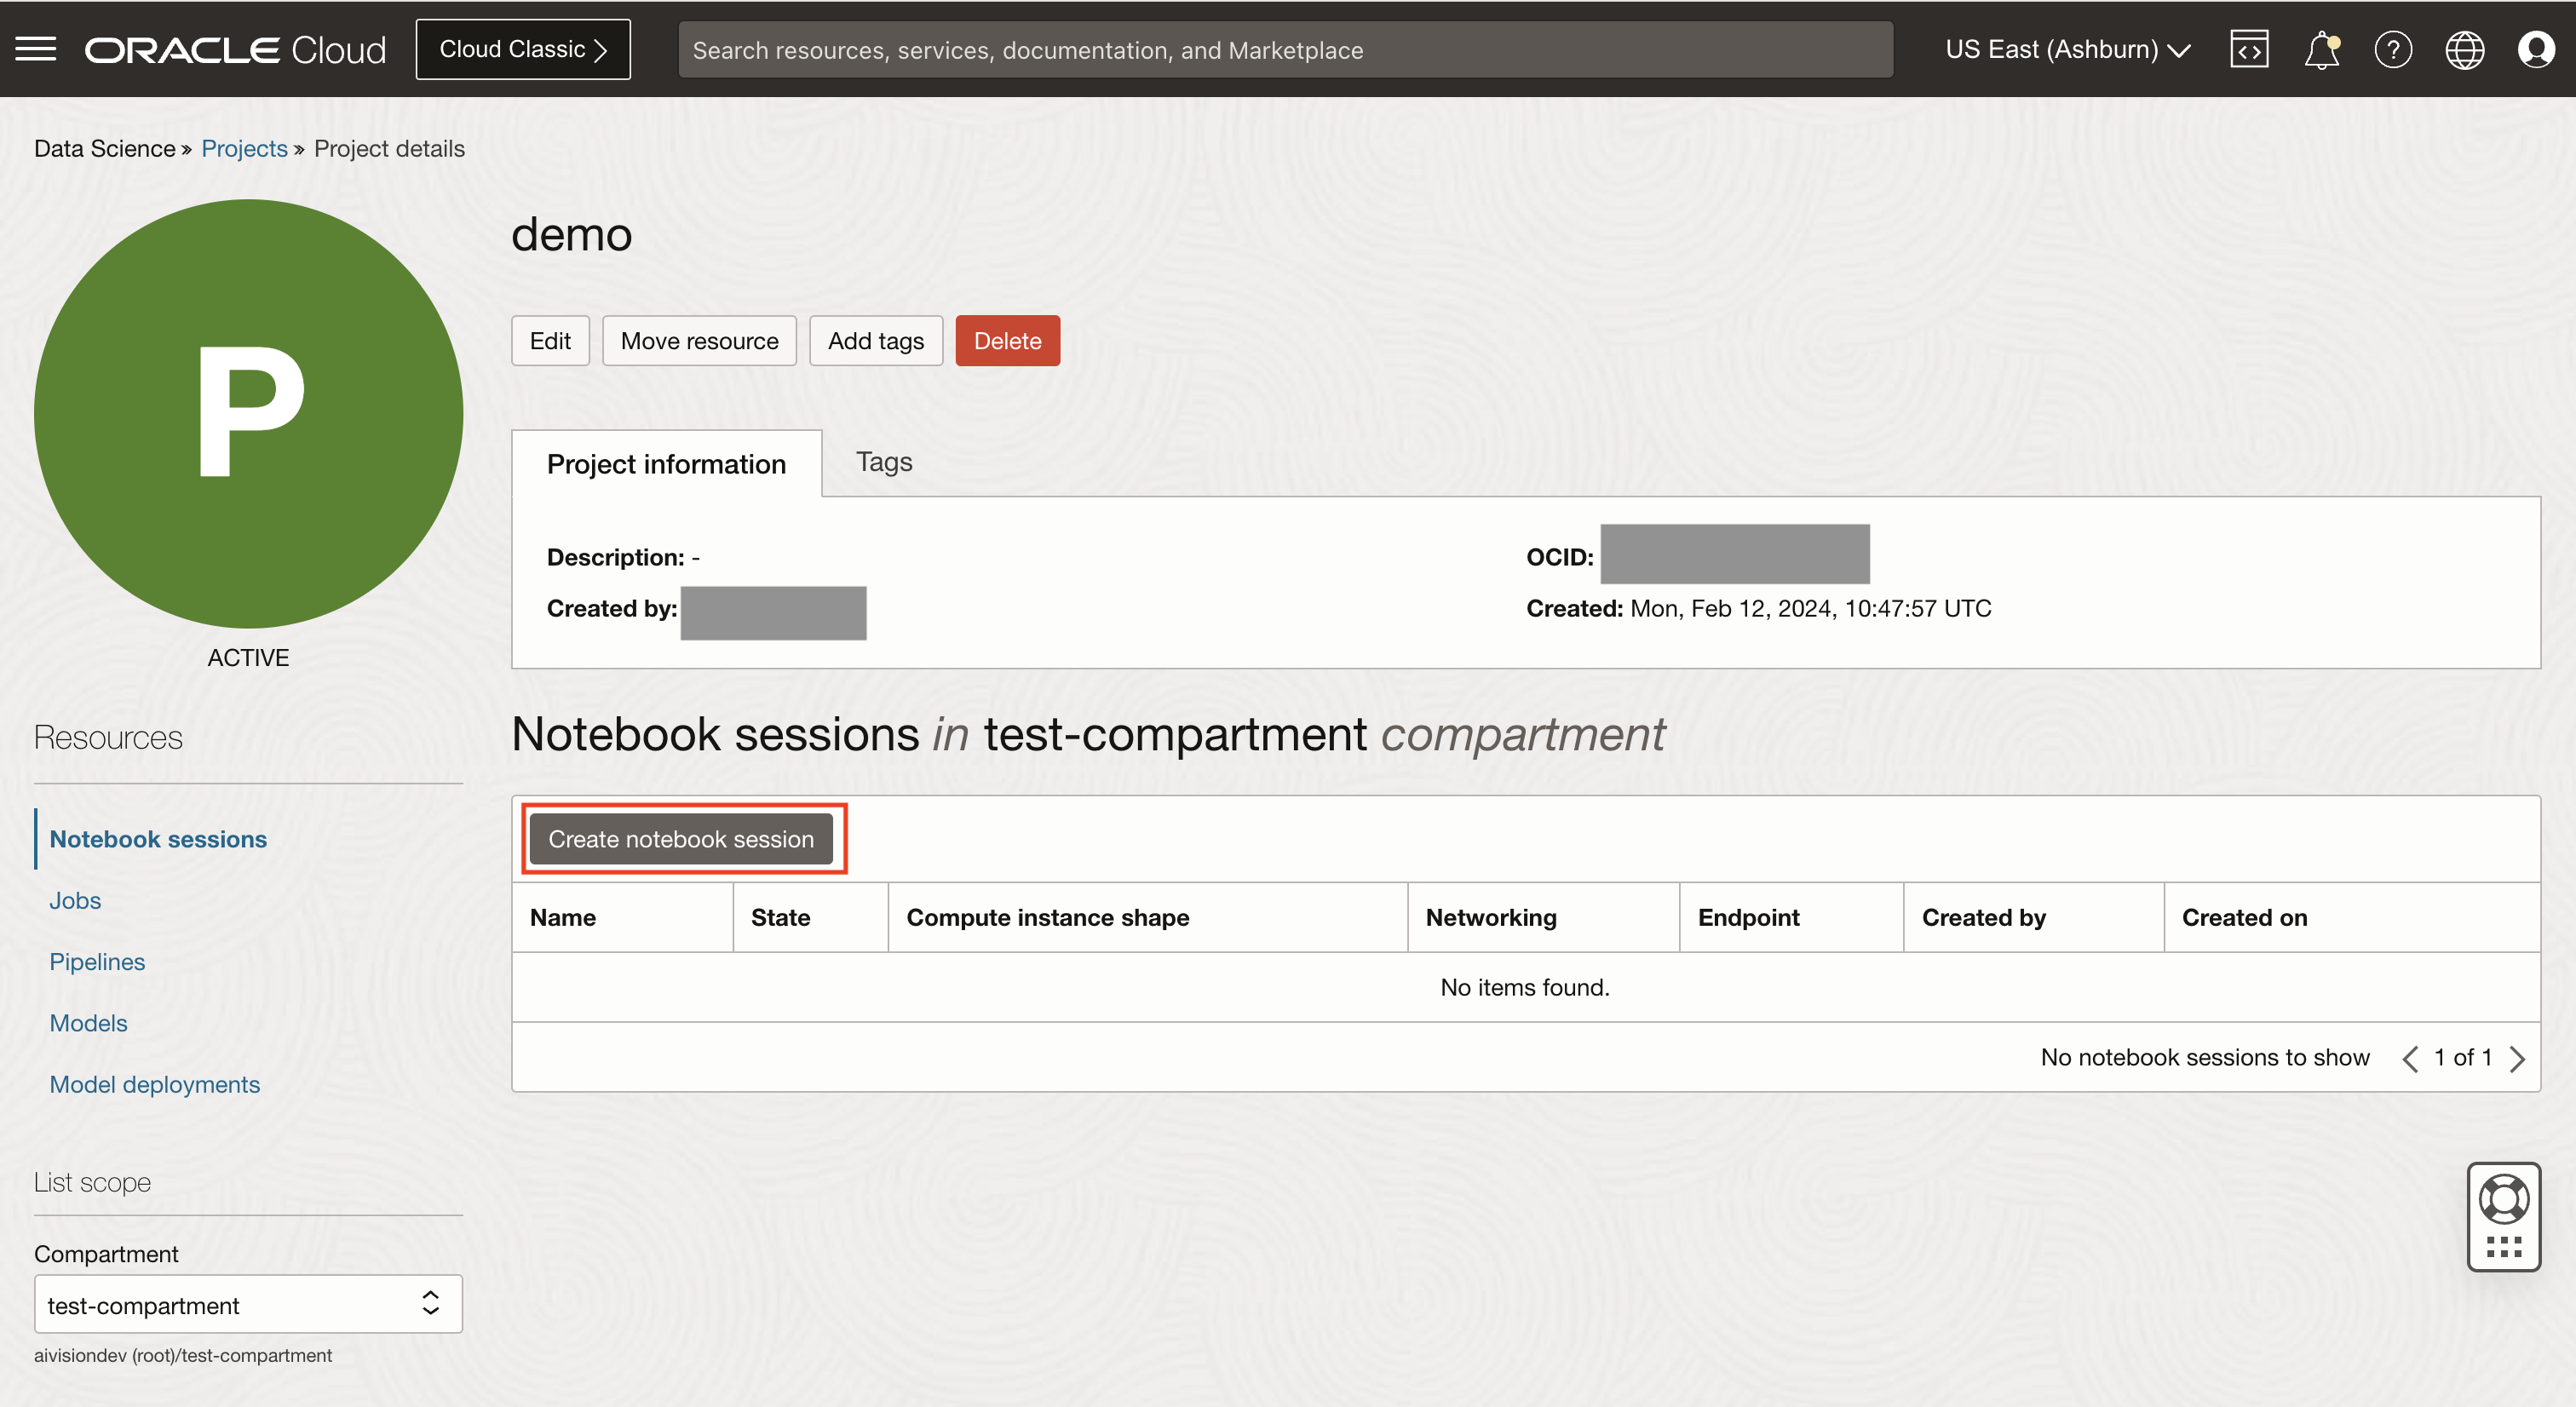 ORACLE Cloud
Cloud Classic
Search resources, services, documentation, and Marketplace
US East (Ashburn)
Data Science » Projects » Project details
P
ACTIVE
demo
Edit
Move resource
Add tags
Delete
Project information
Tags
Description: -
OCID:
Created by:
Created: Mon, Feb 12, 2024, 10:47:57 UTC
Resources
Notebook sessions
Jobs
Pipelines
Models
Model deployments
Notebook sessions in test-compartment compartment
Create notebook session
Name State Compute instance shape Networking Endpoint Created by Created on
No items found.
No notebook sessions to show 1 of 1
List scope
Compartment
test-compartment
aivisiondev (root)/test-compartment